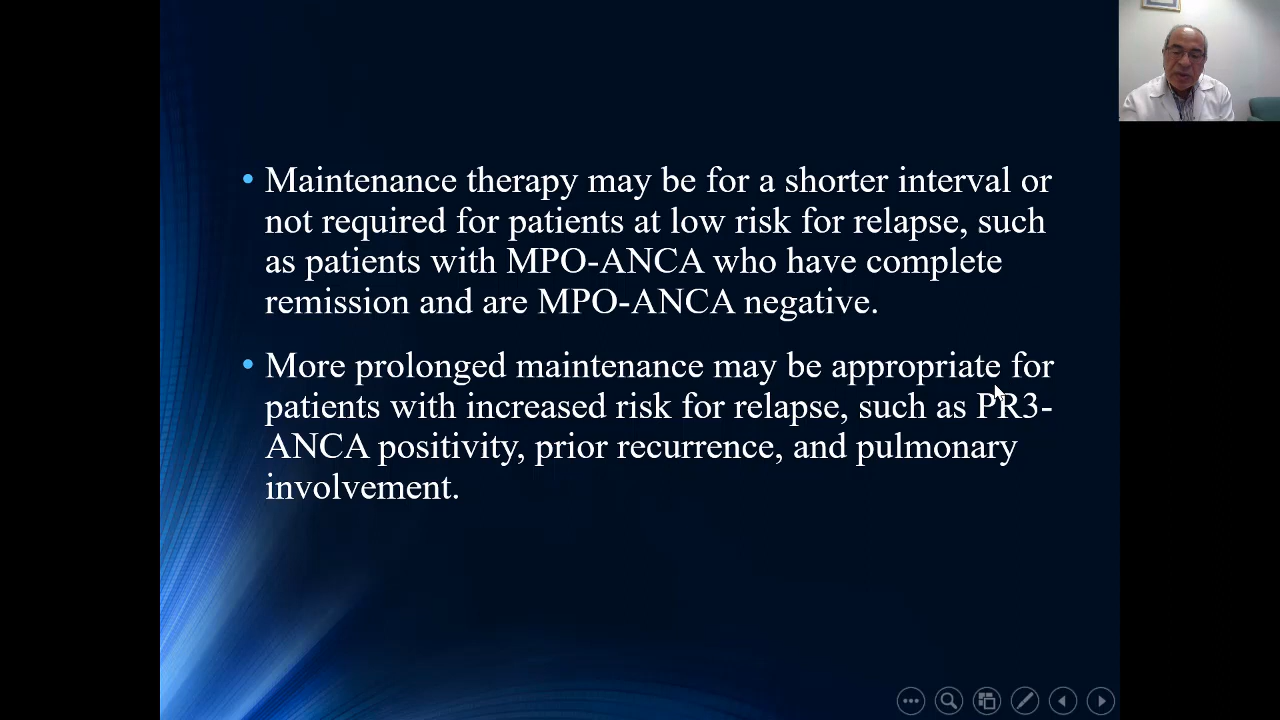 • Maintenance therapy may be for a shorter interval or
not required for patients at low risk for relapse, such
as patients with MPO-ANCA who have complete
remission and are MPO-ANCA negative.
• More prolonged maintenance may be appropriate for
patients with increased risk for relapse, such as PR3-
ANCA positivity, prior recurrence, and pulmonary
involvement.